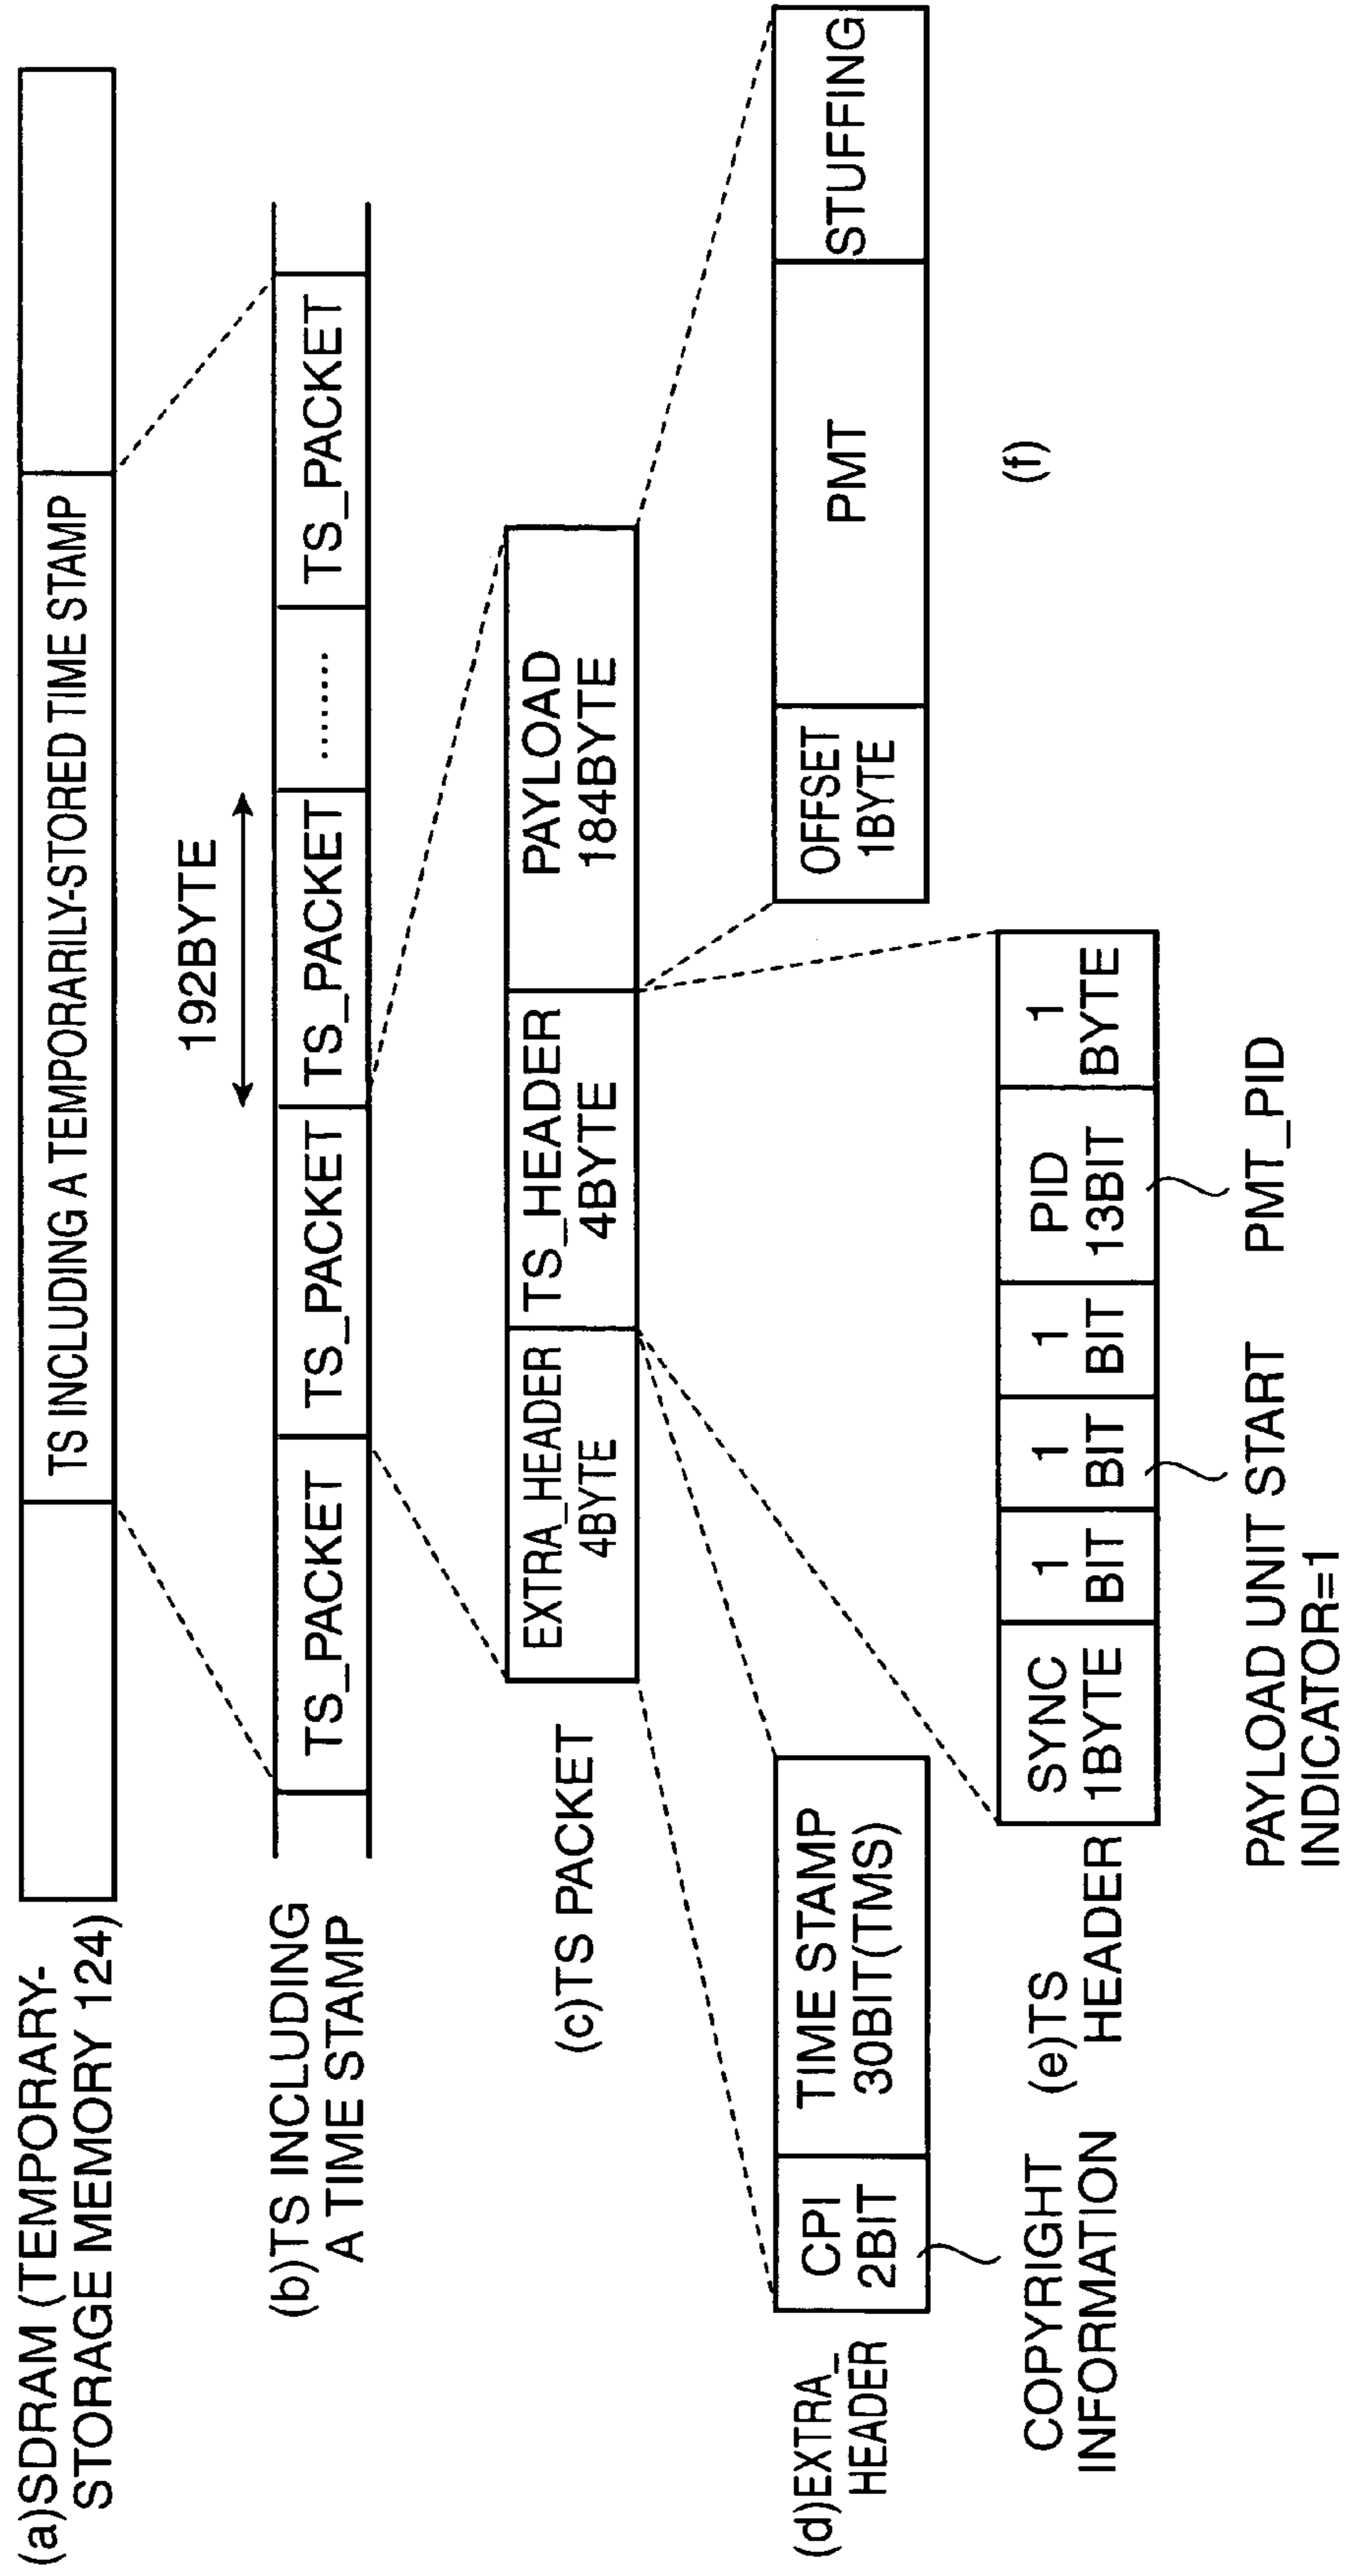 (a)SDRAM (TEMPORARY-
STORAGE MEMORY 124)
TS INCLUDING A TEMPORARILY-STORED TIME STAMP
192BYTE
(b)TS INCLUDING
A TIME STAMP
TS_PACKET
TS_PACKET
TS_PACKET
........
TS_PACKET
(c)TS PACKET
EXTRA_HEADER
4BYTE
TS_HEADER
4BYTE
PAYLOAD
184BYTE
(d)EXTRA_
HEADER
CPI
2BIT
TIME STAMP
30BIT(TMS)
COPYRIGHT
INFORMATION
OFFSET
1BYTE
PMT
STUFFING
(f)
(e)TS
HEADER
SYNC
1BYTE
1
BIT
1
BIT
1
BIT
PID
13BIT
1
BYTE
PAYLOAD UNIT START
INDICATOR=1
PMT_PID